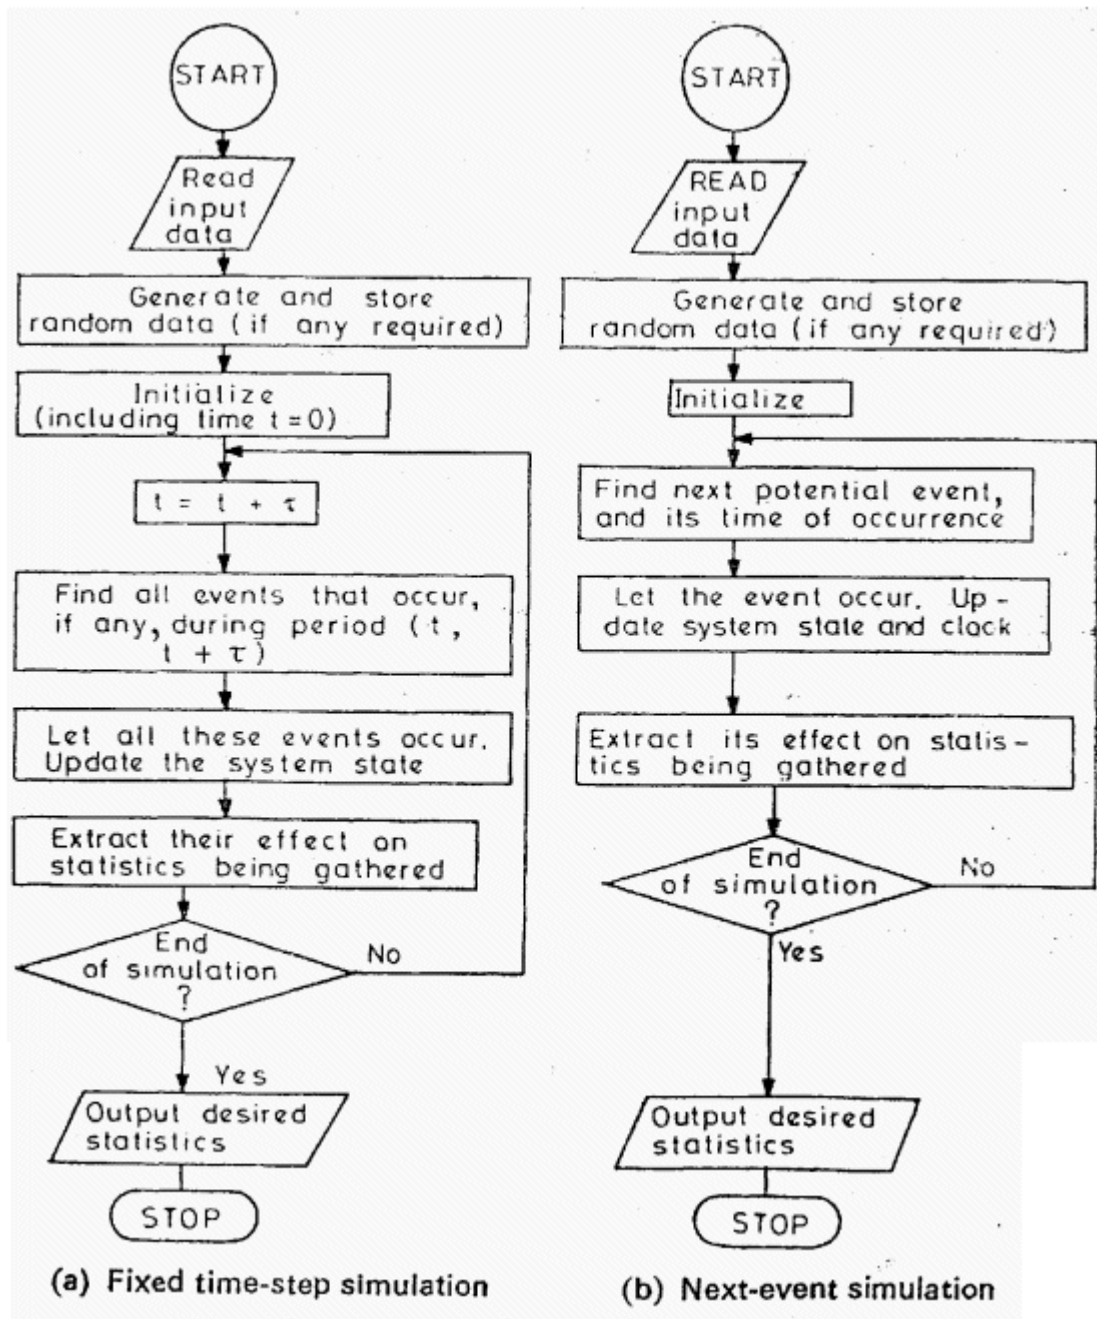 START
Read
input
data
Generate and store
random data (if any required)
Initialize
(including time t=0)
t = t + τ
Find all events that occur,
if any, during period (t,
t + τ)
Let all these events occur.
Update the system state
Extract their effect on
statistics being gathered
End
of simulation
?
No
Yes
Output desired
statistics
STOP
(a) Fixed time-step simulation
START
READ
input
data
Generate and store
random data (if any required)
Initialize
Find next potential event,
and its time of occurrence
Let the event occur. Up-
date system state and clock
Extract its effect on statis-
tics being gathered
End
of simulation
?
No
Yes
Output desired
statistics
STOP
(b) Next-event simulation